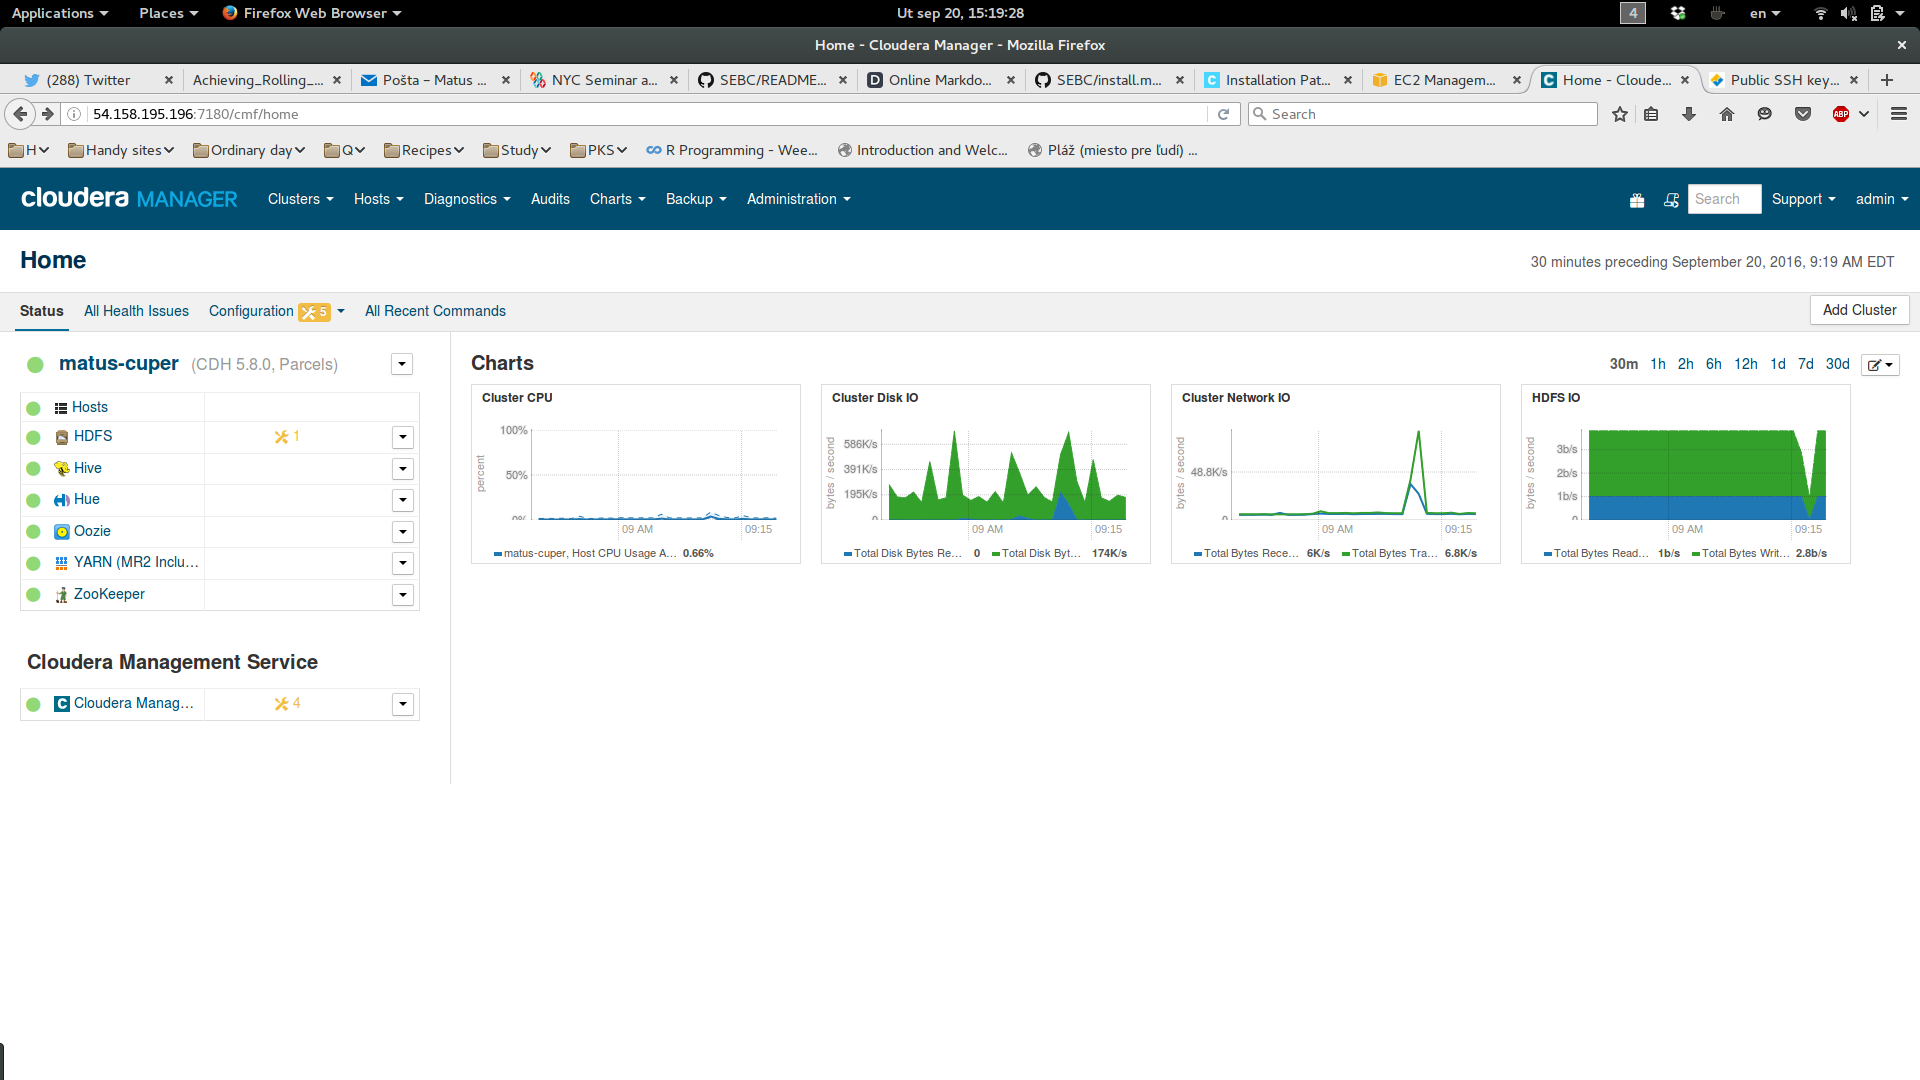 Applications Places Firefox Web Browser Ut sep 20, 15:19:28 4 en
Home - Cloudera Manager - Mozilla Firefox
(288) Twitter Achieving_Rolling_... Pošta – Matus ... NYC Seminar a... SEBC/README... Online Markdo... SEBC/install.m... Installation Pat... EC2 Managem... Home - Cloude... Public SSH key...
54.158.195.196:7180/cmf/home Search ABP
H Handy sites Ordinary day Q Recipes Study PKS R Programming - Wee... Introduction and Welc... Pláž (miesto pre ľudí) ...
cloudera MANAGER Clusters Hosts Diagnostics Audits Charts Backup Administration Search Support admin
Home 30 minutes preceding September 20, 2016, 9:19 AM EDT
Status All Health Issues Configuration 5 All Recent Commands Add Cluster
matus-cuper (CDH 5.8.0, Parcels)
Hosts
HDFS 1
Hive
Hue
Oozie
YARN (MR2 Inclu...
ZooKeeper
Cloudera Management Service
C Cloudera Manag... 4
Charts 30m 1h 2h 6h 12h 1d 7d 30d
Cluster CPU
percent
100%
50%
0%
09 AM 09:15
matus-cuper, Host CPU Usage A... 0.66%
Cluster Disk IO
bytes / second
586K/s
391K/s
195K/s
0
09 AM 09:15
Total Disk Bytes Re... 0 Total Disk Byt... 174K/s
Cluster Network IO
bytes / second
48.8K/s
0
09 AM 09:15
Total Bytes Rece... 6K/s Total Bytes Tra... 6.8K/s
HDFS IO
bytes / second
3b/s
2b/s
1b/s
0
09 AM 09:15
Total Bytes Read... 1b/s Total Bytes Writ... 2.8b/s